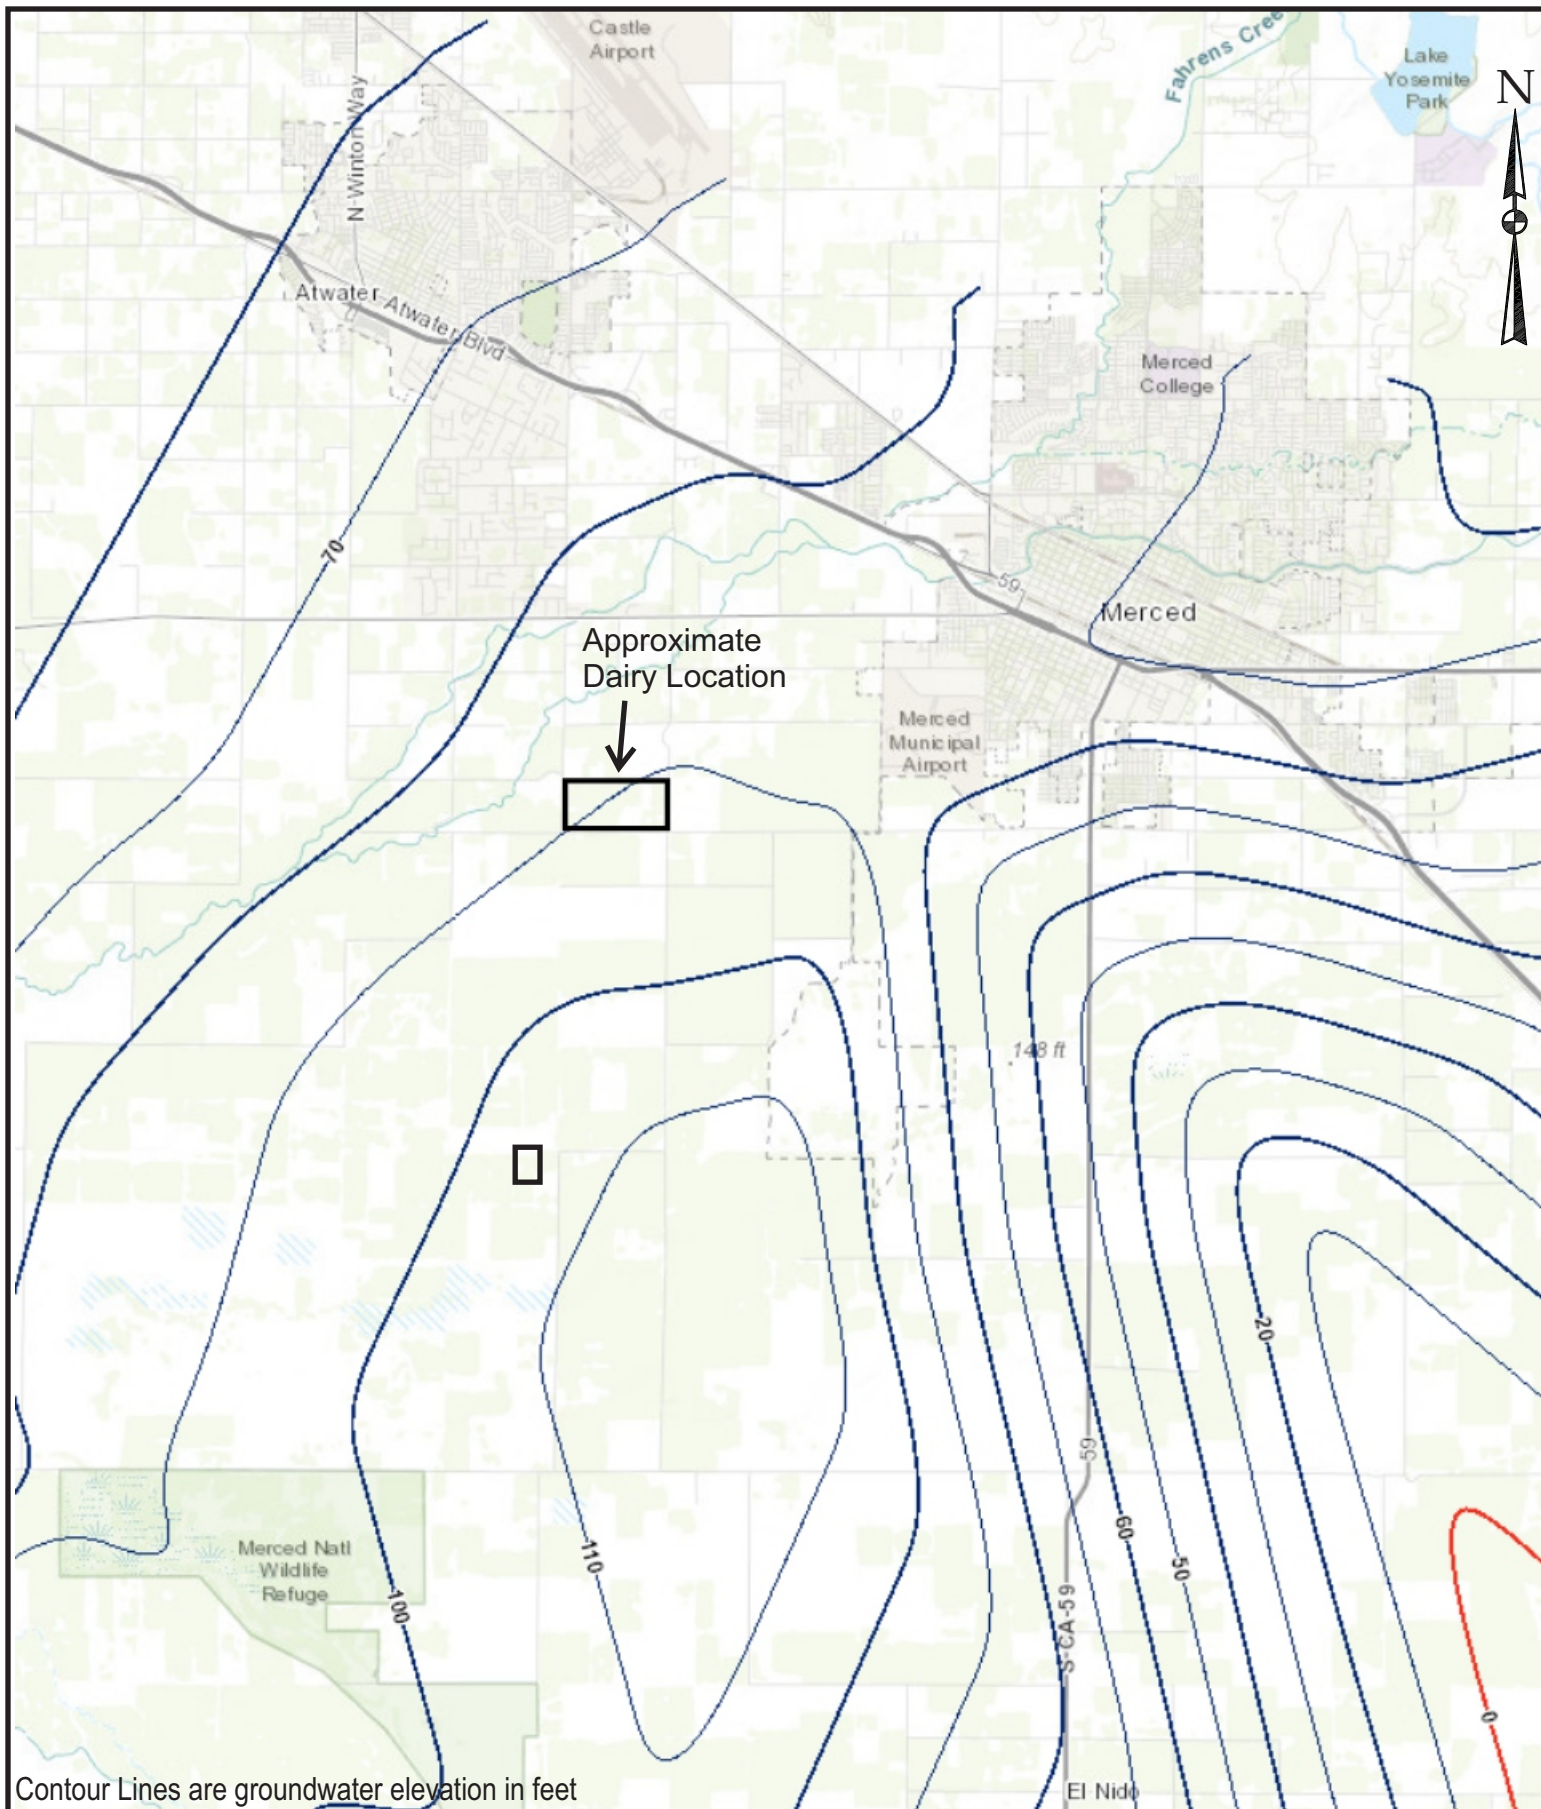 Castle
Airport
Fahrens Cree
Lake
Yosemite
Park
N
N Winton Way
Atwater
Atwater Blvd
Merced
College
70
7
59
Merced
Approximate
Dairy Location
Merced
Municipal
Airport
148 ft
20
59
60
50
110
100
Merced Natl
Wildlife
Refuge
S-CA-59
0
El Nido
Contour Lines are groundwater elevation in feet